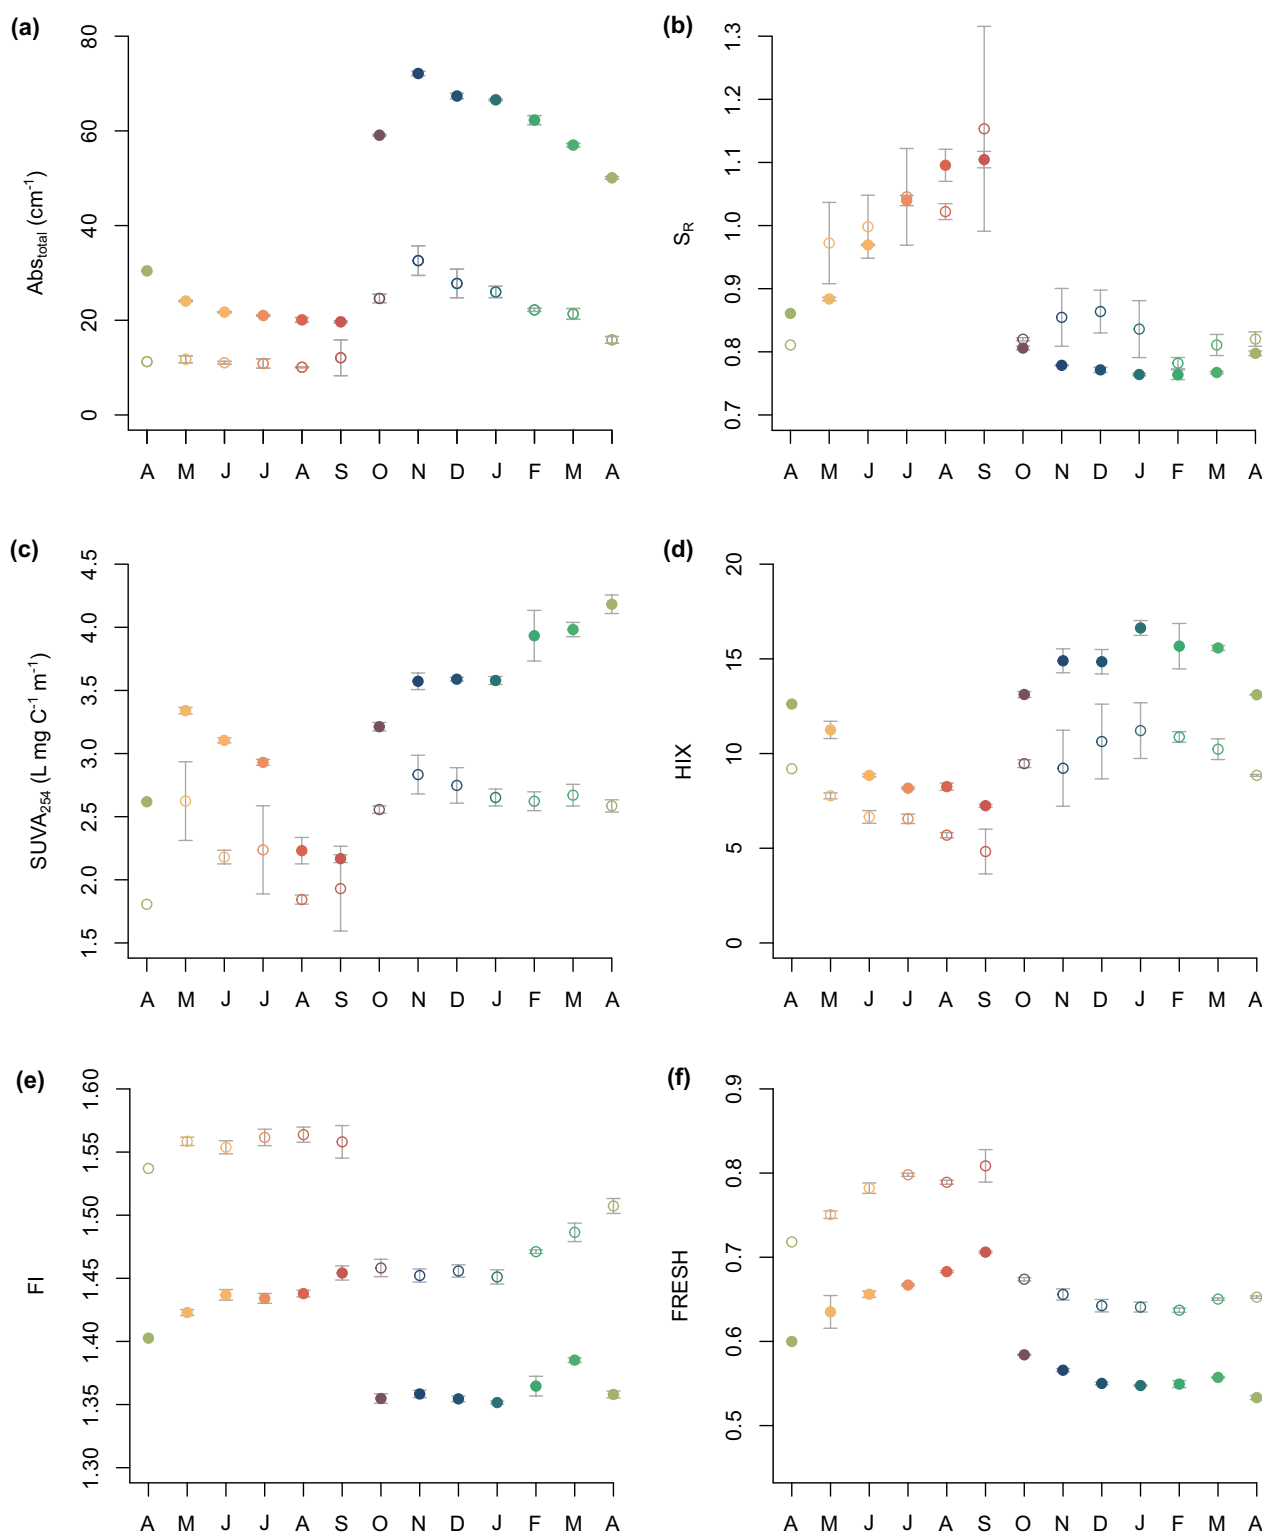 (a)
80
60
40
20
0
Abs_total (cm⁻¹)
A M J J A S O N D J F M A
(b)
1.3
1.2
1.1
1.0
0.9
0.8
0.7
S_R
A M J J A S O N D J F M A
(c)
4.5
4.0
3.5
3.0
2.5
2.0
1.5
SUVA₂₅₄ (L mg C⁻¹ m⁻¹)
A M J J A S O N D J F M A
(d)
20
15
10
5
0
HIX
A M J J A S O N D J F M A
(e)
1.60
1.55
1.50
1.45
1.40
1.35
1.30
FI
A M J J A S O N D J F M A
(f)
0.9
0.8
0.7
0.6
0.5
FRESH
A M J J A S O N D J F M A